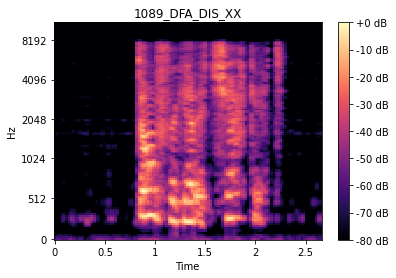 1089_DFA_DIS_XX
8192
4096
2048
1024
512
0
Hz
0 0.5 1 1.5 2 2.5
Time
+0 dB
-10 dB
-20 dB
-30 dB
-40 dB
-50 dB
-60 dB
-70 dB
-80 dB